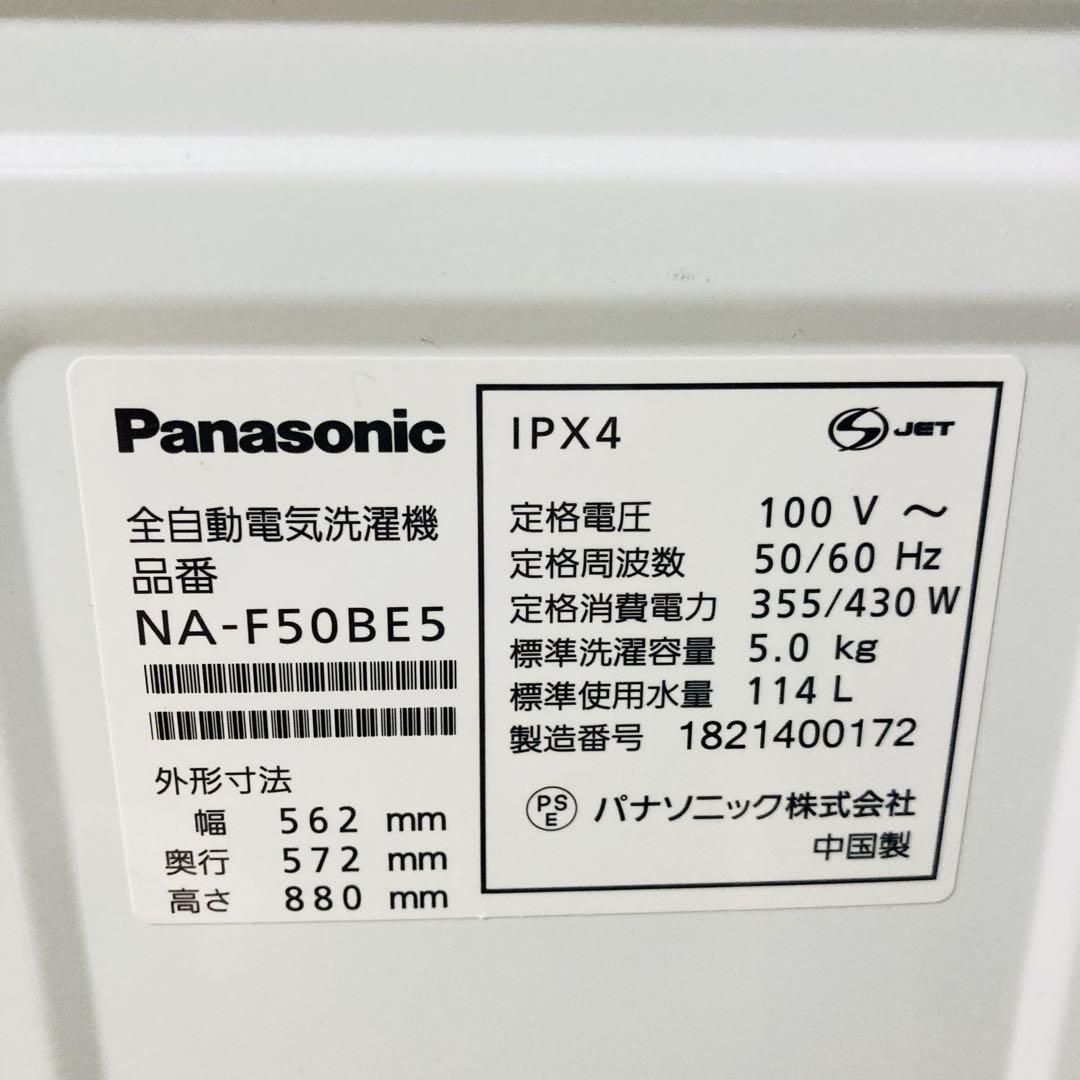 Panasonic
全自動電気洗濯機
品番
NA-F50BE5
外形寸法
幅 562 mm
奥行 572 mm
高さ 880 mm
IPX4
S JET
定格電圧 100 V ～
定格周波数 50/60 Hz
定格消費電力 355/430 W
標準洗濯容量 5.0 kg
標準使用水量 114 L
製造番号 1821400172
PSE パナソニック株式会社
中国製